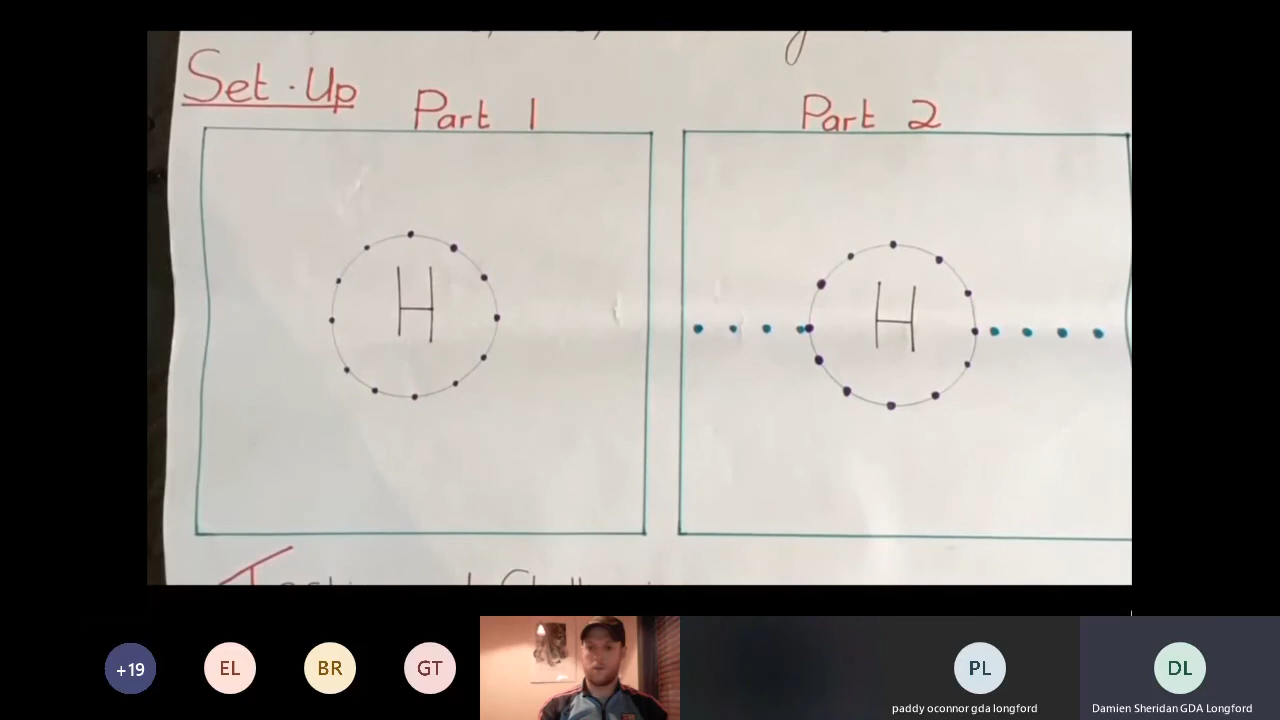 Set-Up
Part 1
Part 2
H
H
+19
EL
BR
GT
PL
DL
paddy oconnor gda longford
Damien Sheridan GDA Longford